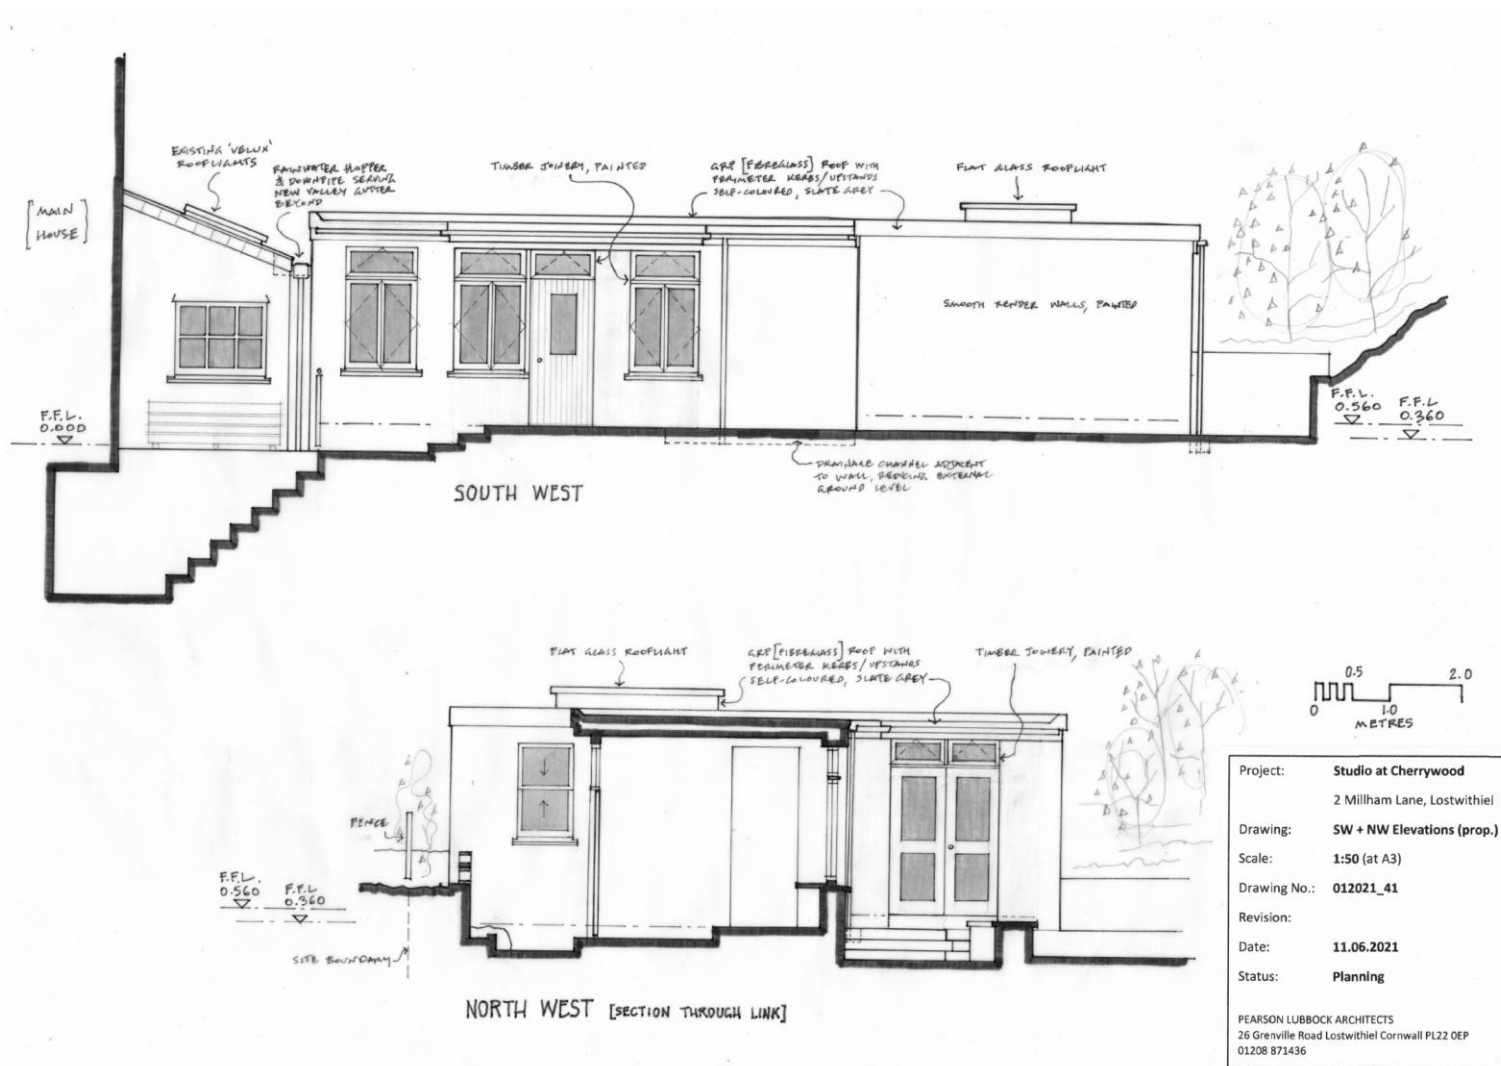 EXISTING 'VELUX'
ROOFLIGHTS
RAINWATER HOPPER
& DOWNPIPE SERVING
NEW VALLEY GUTTER
BEYOND
TIMBER JOINERY, PAINTED
GRP [FIBREGLASS] ROOF WITH
PERIMETER KERBS/UPSTANDS
SELF-COLOURED, SLATE GREY
FLAT GLASS ROOFLIGHT
[MAIN
HOUSE]
SMOOTH RENDER WALLS, PAINTED
F.F.L.
0.000
F.F.L.
0.560
F.F.L
0.360
DRAINAGE CHANNEL ADJACENT
TO WALL, REDUCING EXTERNAL
GROUND LEVEL
SOUTH WEST
FLAT GLASS ROOFLIGHT
GRP [FIBREGLASS] ROOF WITH
PERIMETER KERBS/UPSTANDS
SELF-COLOURED, SLATE GREY
TIMBER JOINERY, PAINTED
0.5
2.0
0
1.0
METRES
FENCE
F.F.L.
0.560
F.F.L
0.360
SITE BOUNDARY
NORTH WEST [SECTION THROUGH LINK]
Project: Studio at Cherrywood
2 Millham Lane, Lostwithiel
Drawing: SW + NW Elevations (prop.)
Scale: 1:50 (at A3)
Drawing No.: 012021_41
Revision:
Date: 11.06.2021
Status: Planning
PEARSON LUBBOCK ARCHITECTS
26 Grenville Road Lostwithiel Cornwall PL22 0EP
01208 871436